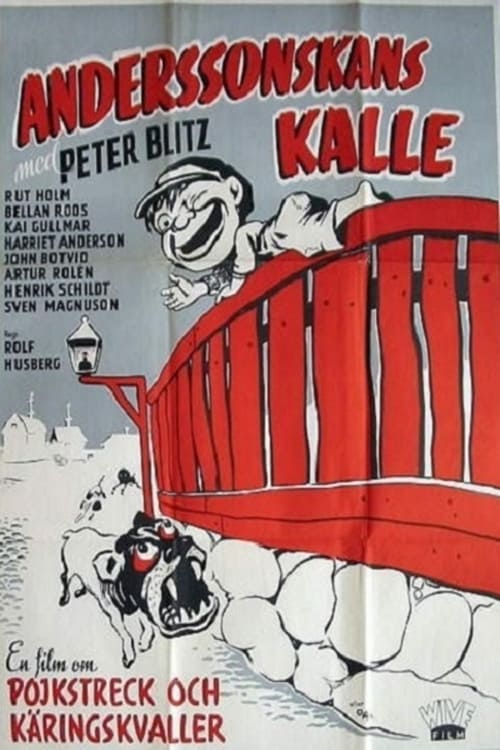 ANDERSSONSKANS
KALLE
med PETER BLITZ
RUT HOLM
BELLAN ROOS
KAI GULLMAR
HARRIET ANDERSON
JOHN BOTVID
ARTUR ROLEN
HENRIK SCHILDT
SVEN MAGNUSON
Regi
ROLF
HUSBERG
En film om
POJKSTRECK OCH
KÄRINGSKVALLER
WIVE
FILM